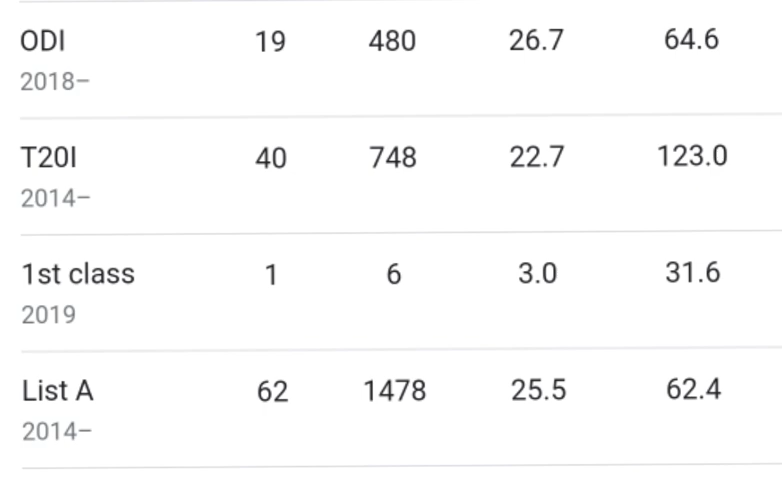 ODI 19 480 26.7 64.6
2018–
T20I 40 748 22.7 123.0
2014–
1st class 1 6 3.0 31.6
2019
List A 62 1478 25.5 62.4
2014–